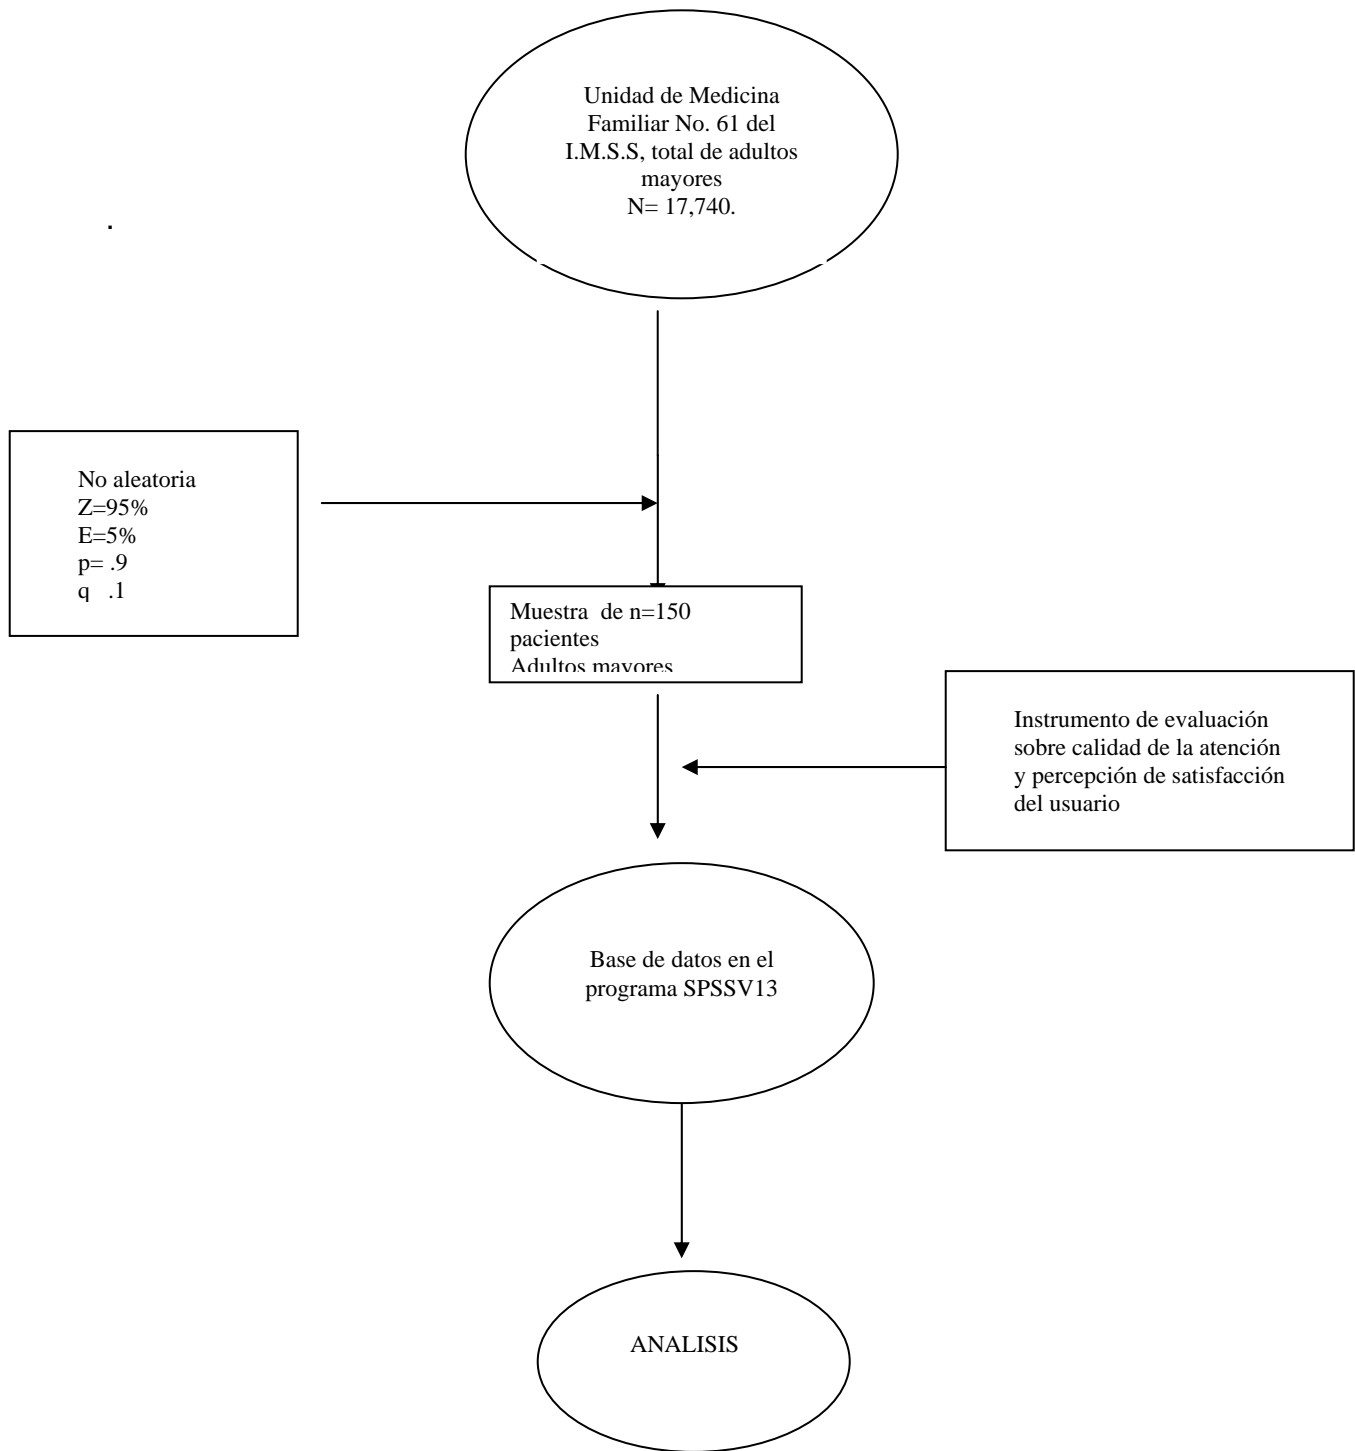 Unidad de Medicina
Familiar No. 61 del
I.M.S.S, total de adultos
mayores
N= 17,740.
.
No aleatoria
Z=95%
E=5%
p= .9
q .1
Muestra de n=150
pacientes
Adultos mayores
Instrumento de evaluación
sobre calidad de la atención
y percepción de satisfacción
del usuario
Base de datos en el
programa SPSSV13
ANALISIS